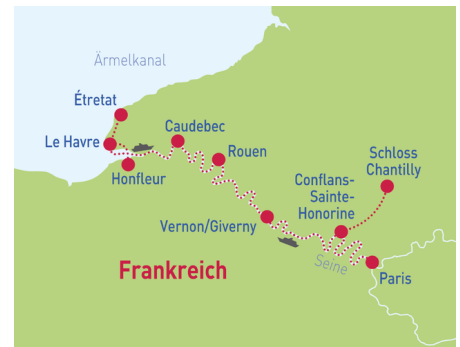 Ärmelkanal
Étretat
Le Havre
Caudebec
Rouen
Honfleur
Schloss
Chantilly
Conflans-
Sainte-
Honorine
Vernon/Giverny
Seine
Paris
Frankreich